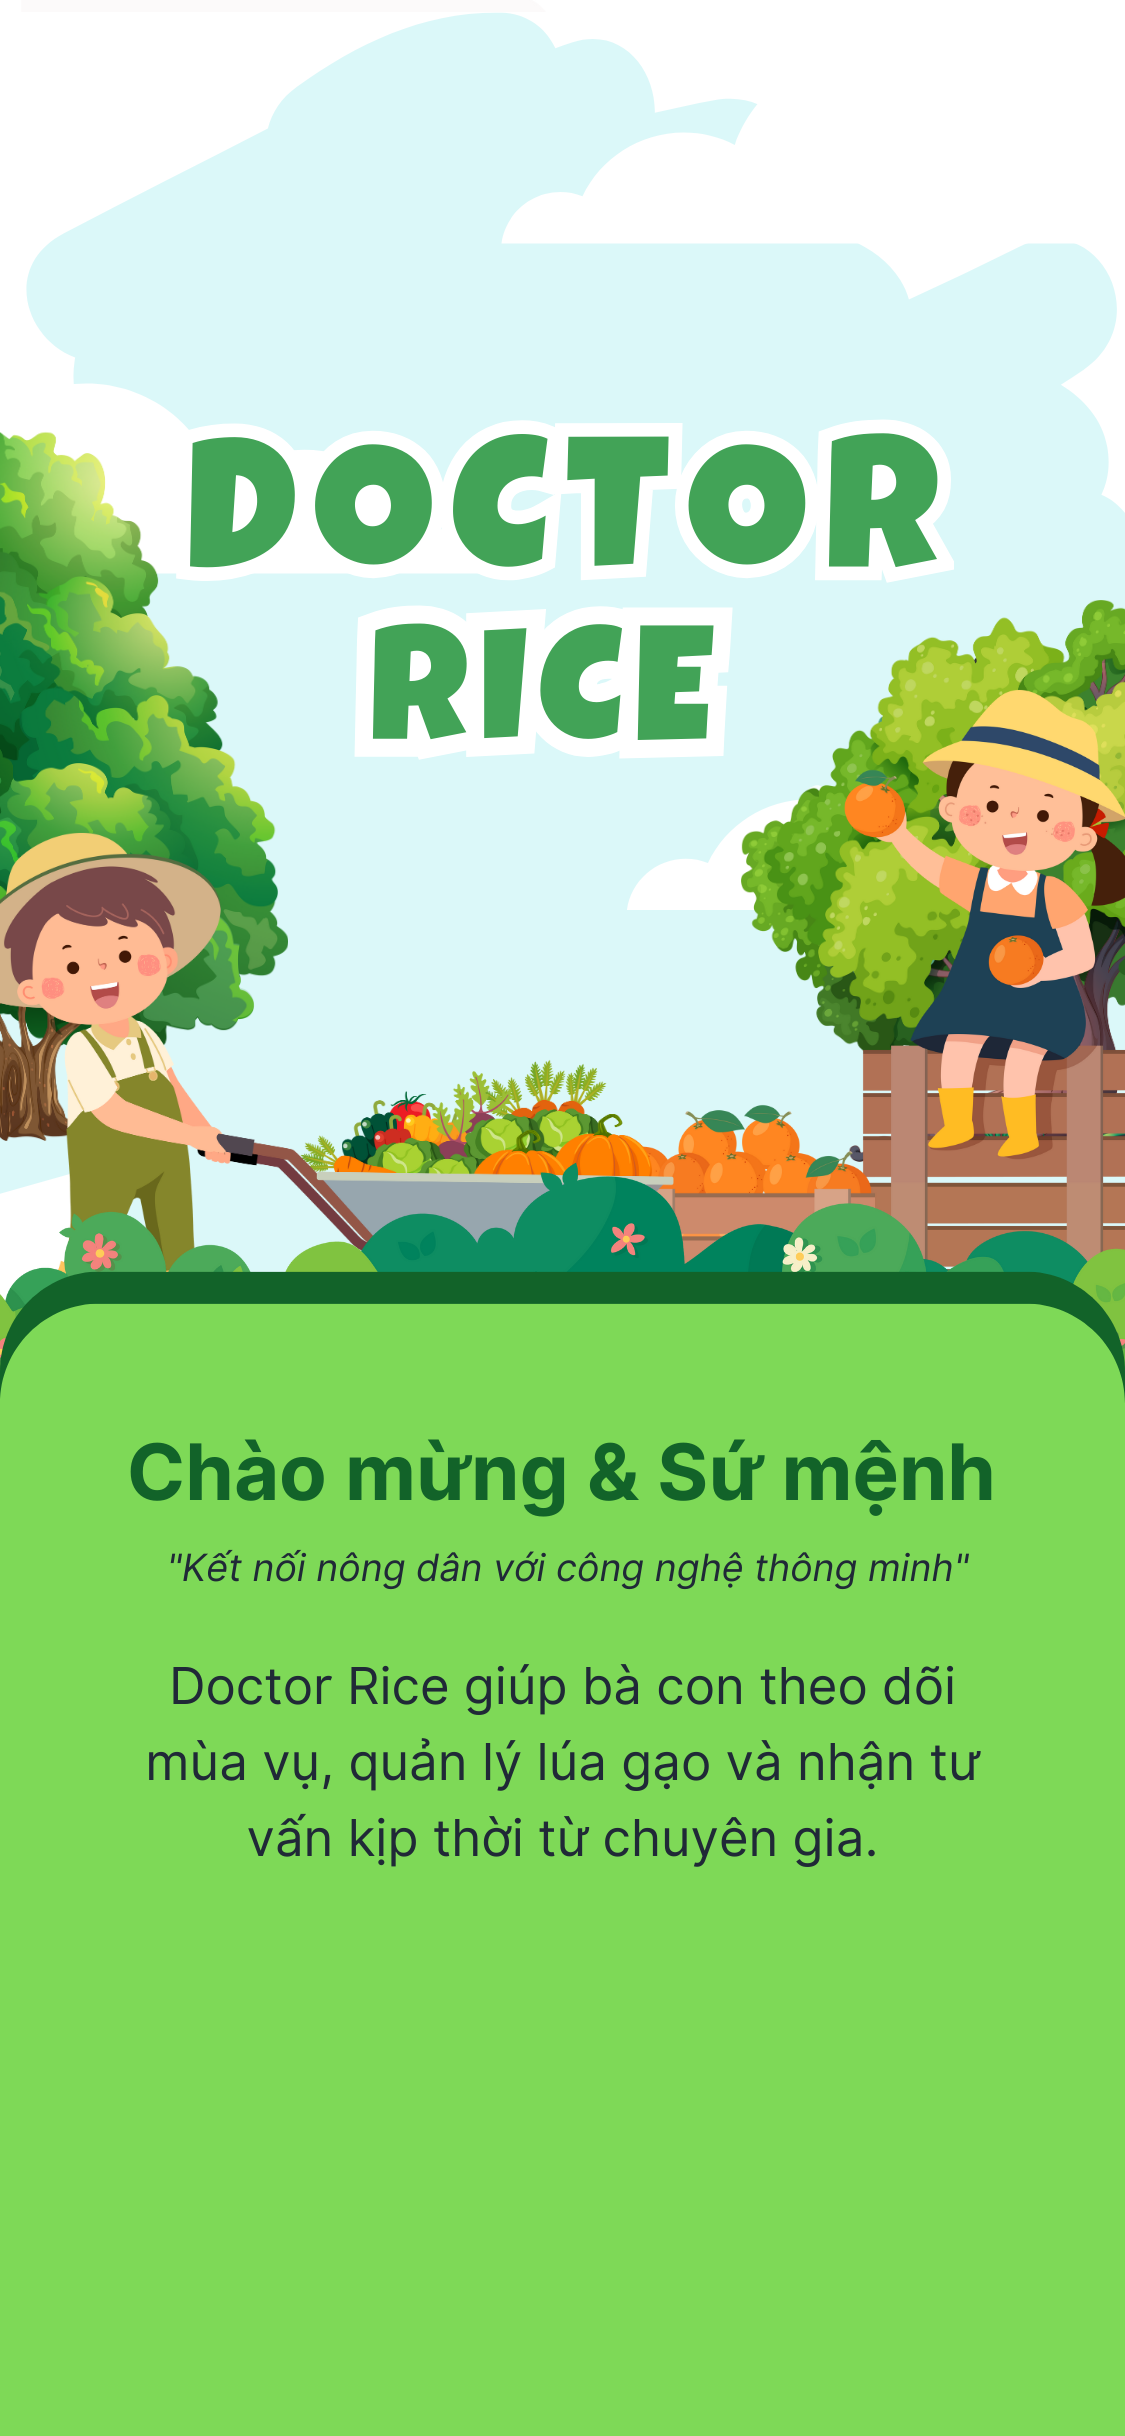 DOCTOR
RICE
Chào mừng & Sứ mệnh
"Kết nối nông dân với công nghệ thông minh"
Doctor Rice giúp bà con theo dõi
mùa vụ, quản lý lúa gạo và nhận tư
vấn kịp thời từ chuyên gia.